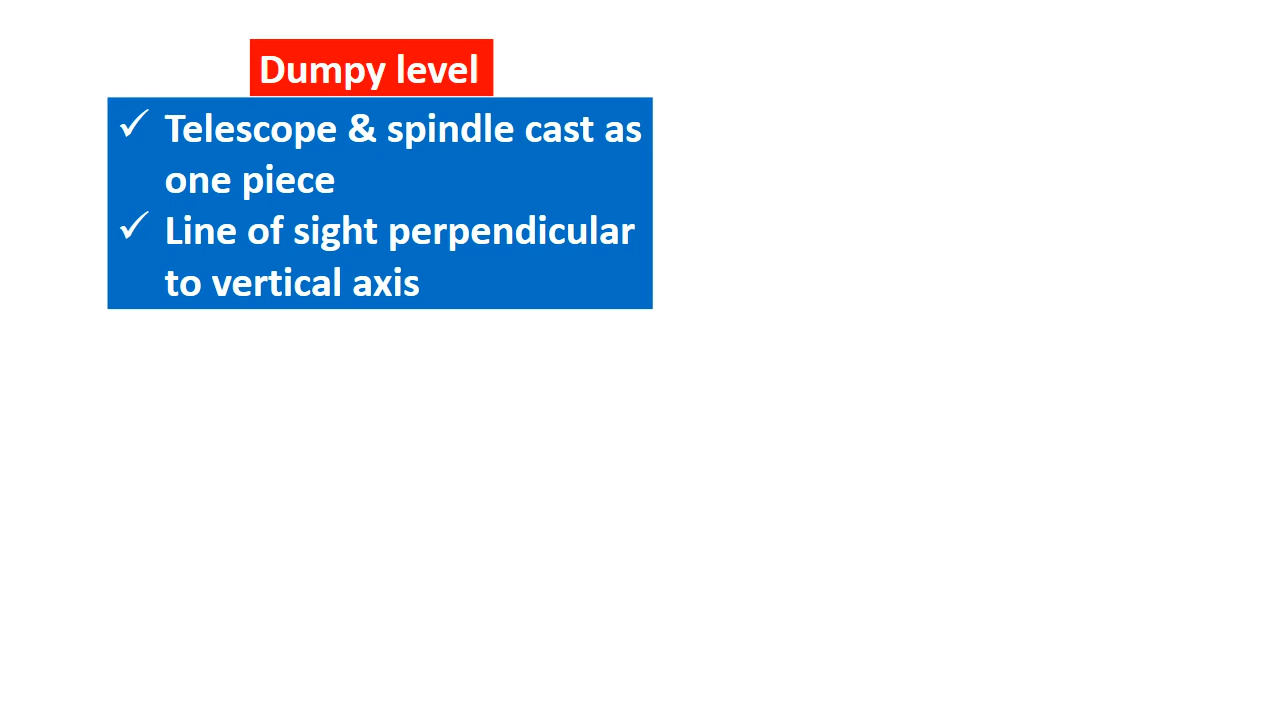 Dumpy level
✓ Telescope & spindle cast as
one piece
✓ Line of sight perpendicular
to vertical axis